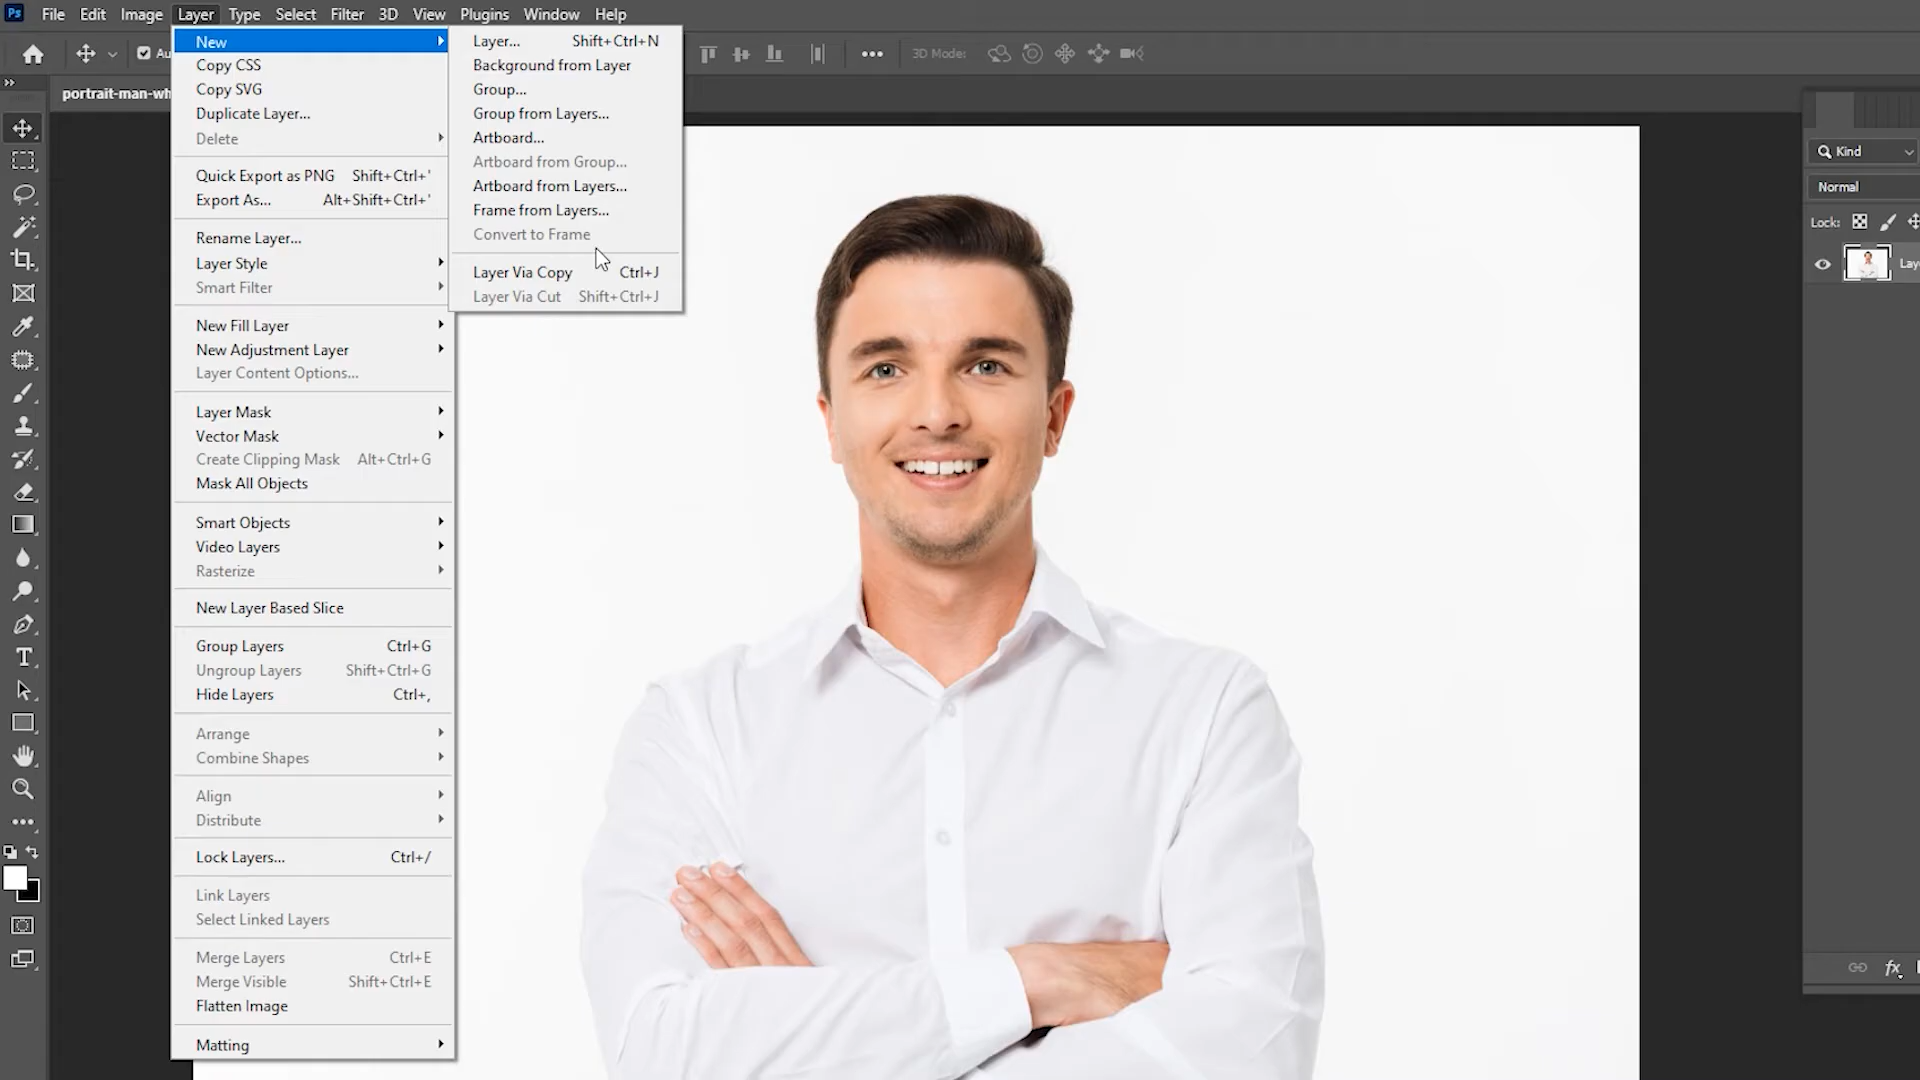 Ps File Edit Image Layer Type Select Filter 3D View Plugins Window Help
Au
3D Mode:
portrait-man-wh
New
Copy CSS
Copy SVG
Duplicate Layer...
Delete
Quick Export as PNG Shift+Ctrl+'
Export As... Alt+Shift+Ctrl+'
Rename Layer...
Layer Style
Smart Filter
New Fill Layer
New Adjustment Layer
Layer Content Options...
Layer Mask
Vector Mask
Create Clipping Mask Alt+Ctrl+G
Mask All Objects
Smart Objects
Video Layers
Rasterize
New Layer Based Slice
Group Layers Ctrl+G
Ungroup Layers Shift+Ctrl+G
Hide Layers Ctrl+,
Arrange
Combine Shapes
Align
Distribute
Lock Layers... Ctrl+/
Link Layers
Select Linked Layers
Merge Layers Ctrl+E
Merge Visible Shift+Ctrl+E
Flatten Image
Matting
Layer... Shift+Ctrl+N
Background from Layer
Group...
Group from Layers...
Artboard...
Artboard from Group...
Artboard from Layers...
Frame from Layers...
Convert to Frame
Layer Via Copy Ctrl+J
Layer Via Cut Shift+Ctrl+J
Kind
Normal
Lock:
Lay
fx